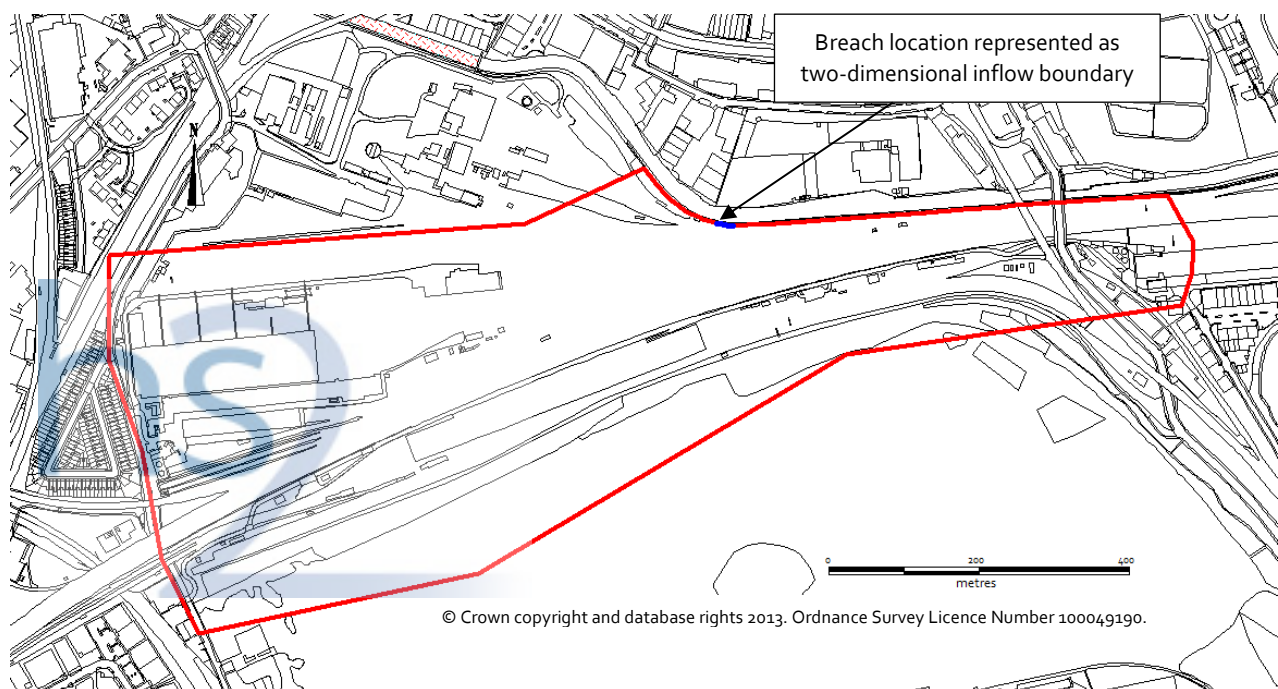 Breach location represented as
two-dimensional inflow boundary
N
hs2
0 200 400
metres
© Crown copyright and database rights 2013. Ordnance Survey Licence Number 100049190.